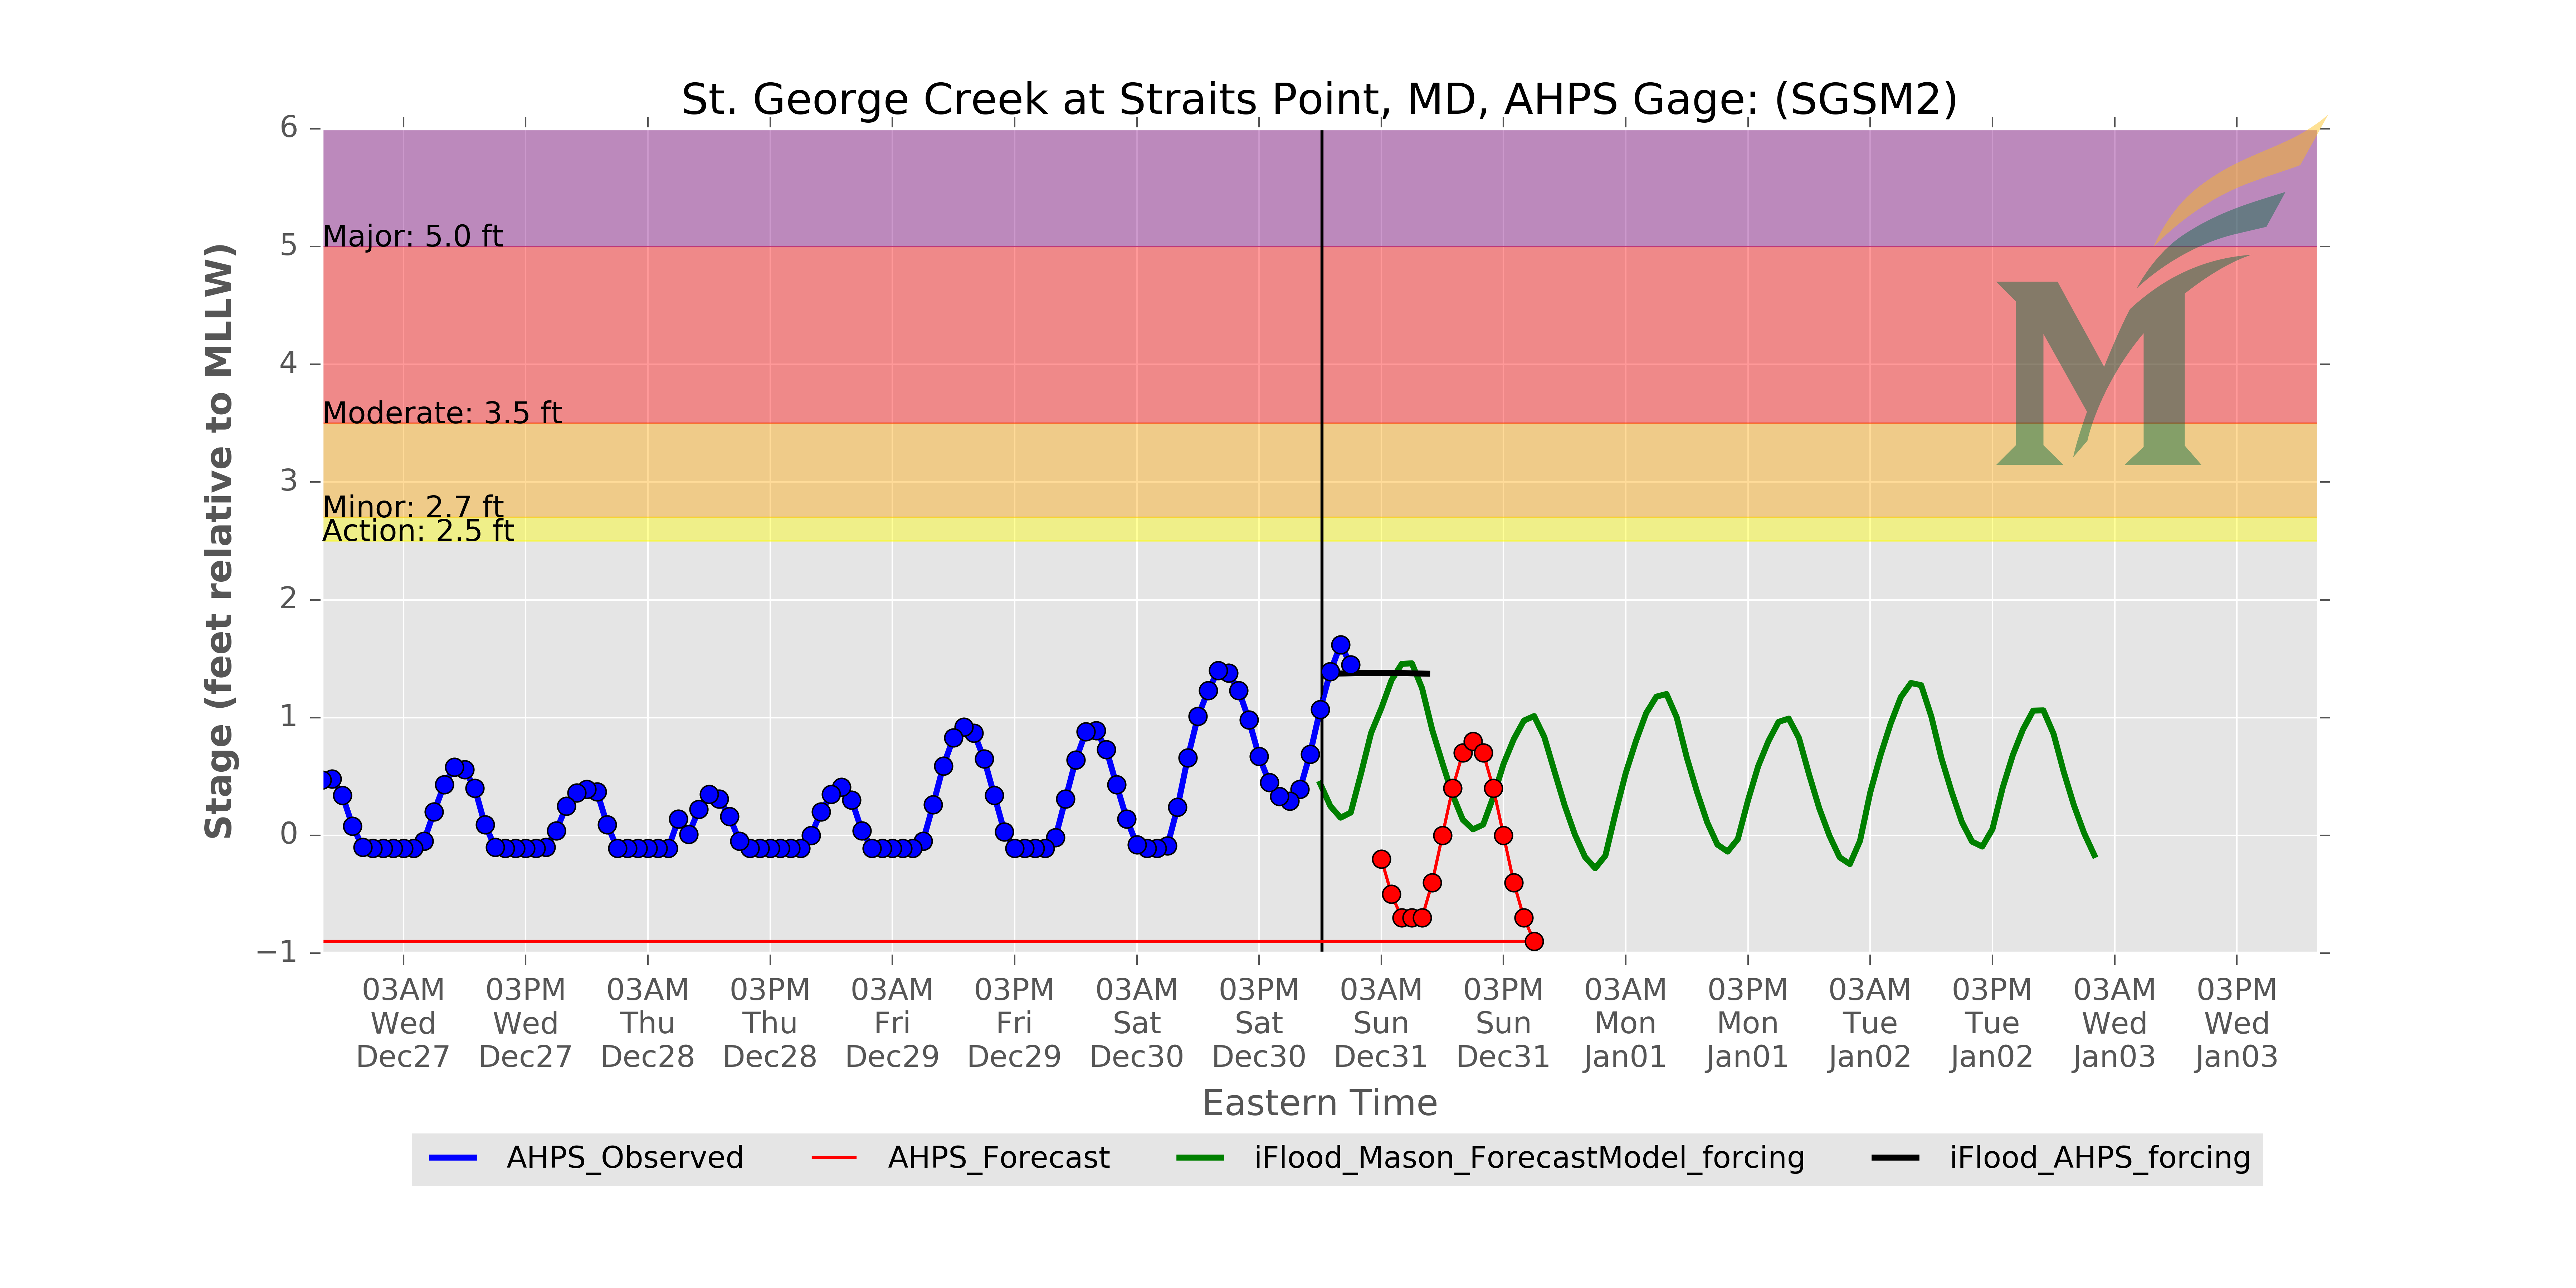 St. George Creek at Straits Point, MD, AHPS Gage: (SGSM2)
6
Major: 5.0 ft
5
4
Moderate: 3.5 ft
3
Minor: 2.7 ft
Action: 2.5 ft
2
1
0
−1
Stage (feet relative to MLLW)
03AM 03PM 03AM 03PM 03AM 03PM 03AM 03PM 03AM 03PM 03AM 03PM 03AM 03PM 03AM 03PM
Wed Wed Thu Thu Fri Fri Sat Sat Sun Sun Mon Mon Tue Tue Wed Wed
Dec27 Dec27 Dec28 Dec28 Dec29 Dec29 Dec30 Dec30 Dec31 Dec31 Jan01 Jan01 Jan02 Jan02 Jan03 Jan03
Eastern Time
AHPS_Observed AHPS_Forecast iFlood_Mason_ForecastModel_forcing iFlood_AHPS_forcing
M